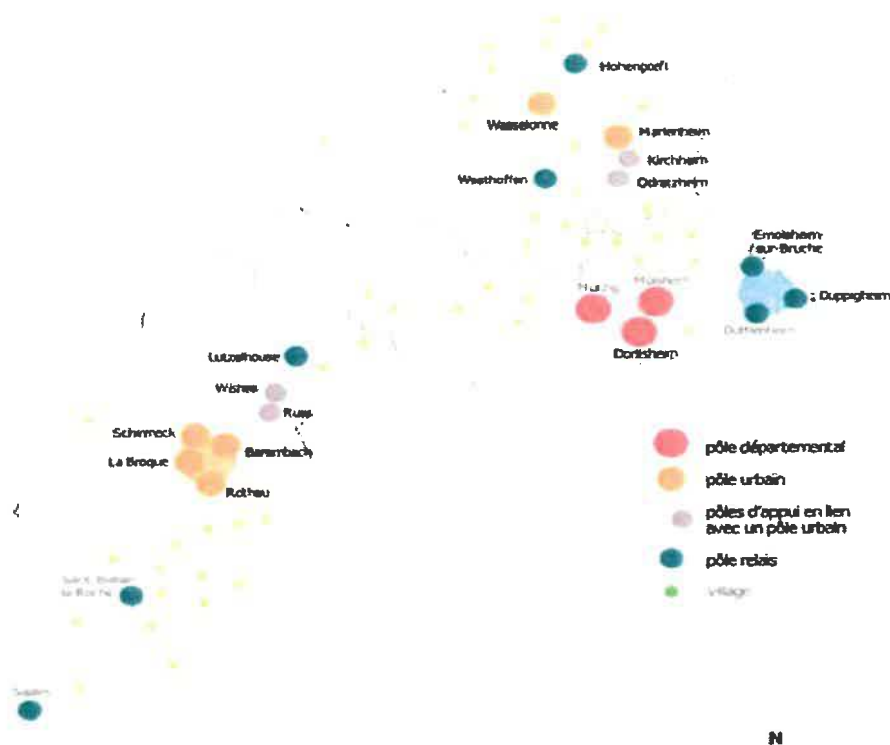 Hohengoeft
Wasselonne
Marlenheim
Kirchheim
Odratzheim
Westhoffen
Ernolsheim
sur-Bruche
Duppigheim
Dorlisheim
Lutzelhouse
Wisches
Russ
Schirmeck
Barembach
La Broque
Rothau
pôle départemental
pôle urbain
pôles d'appui en lien
avec un pôle urbain
pôle relais
village
N